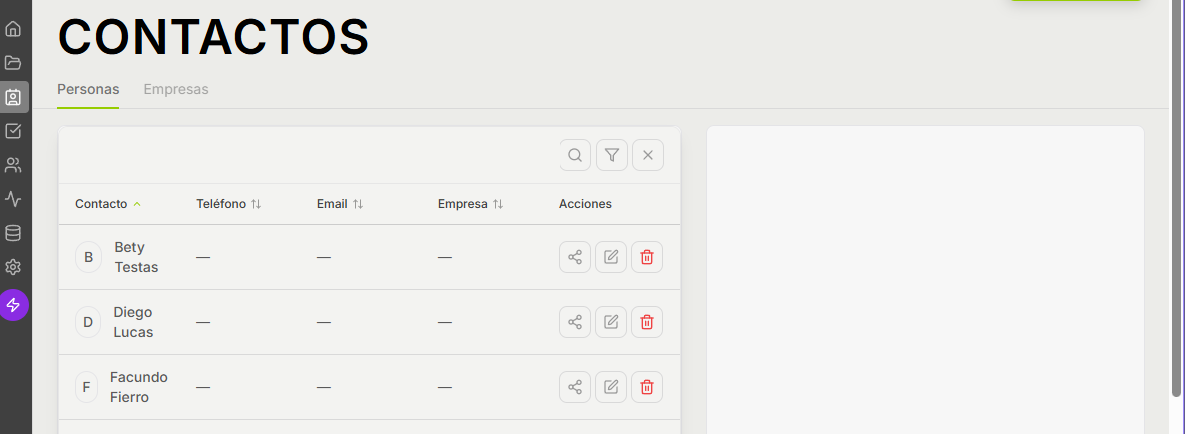 CONTACTOS
Personas Empresas
Contacto Teléfono Email Empresa Acciones
B Bety
Testas — — —
D Diego
Lucas — — —
F Facundo
Fierro — — —